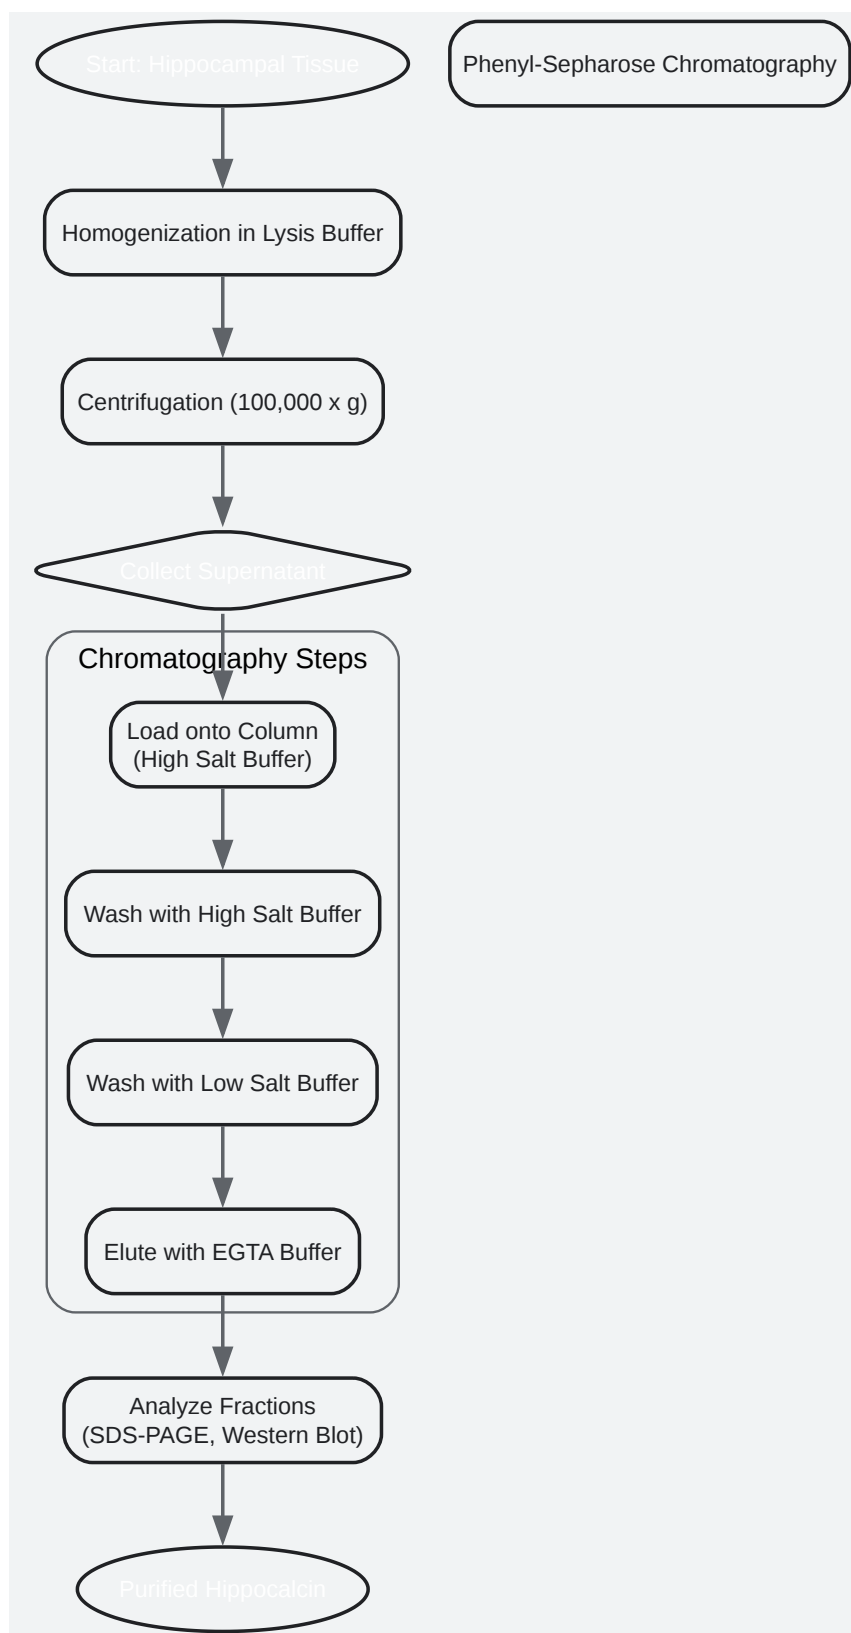 Start: Hippocampal Tissue
Phenyl-Sepharose Chromatography
Homogenization in Lysis Buffer
Centrifugation (100,000 x g)
Collect Supernatant
Chromatography Steps
Load onto Column
(High Salt Buffer)
Wash with High Salt Buffer
Wash with Low Salt Buffer
Elute with EGTA Buffer
Analyze Fractions
(SDS-PAGE, Western Blot)
Purified Hippocalcin